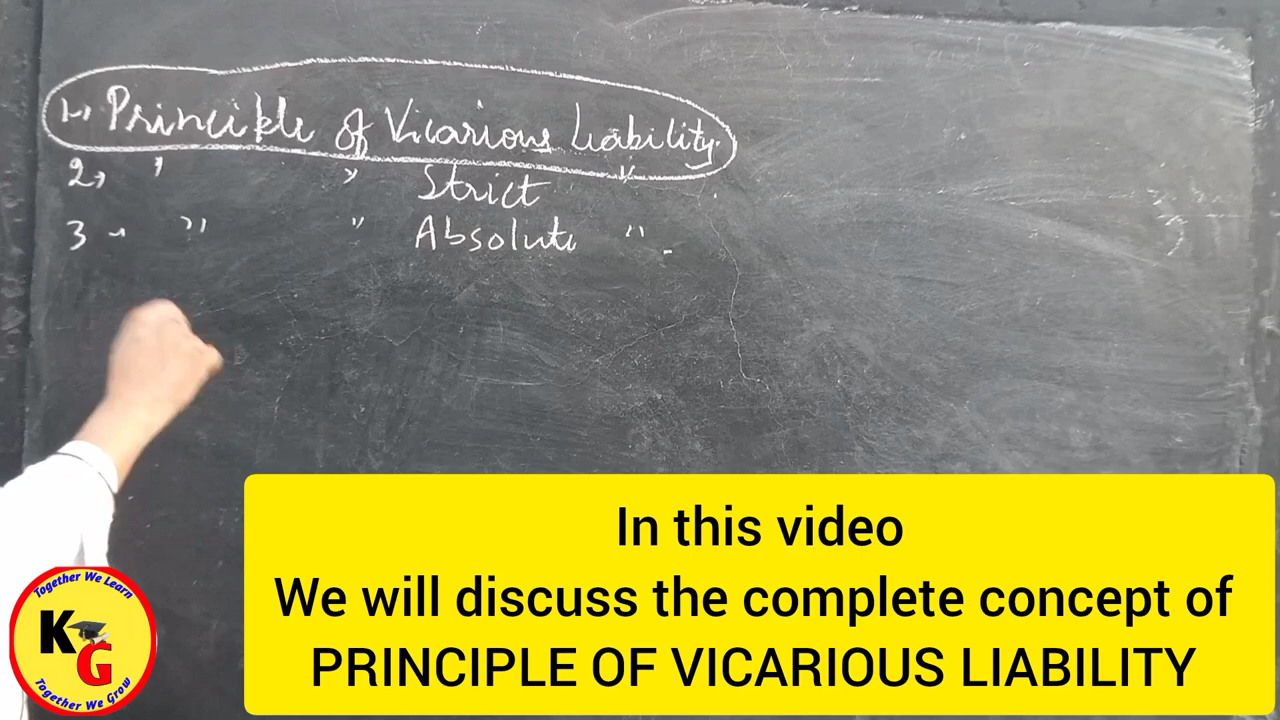 1., Principle of Vicarious Liability.
2, " " Strict "
3 " " " Absolute " .
In this video
We will discuss the complete concept of
PRINCIPLE OF VICARIOUS LIABILITY
Together We Learn
KG
Together We Grow